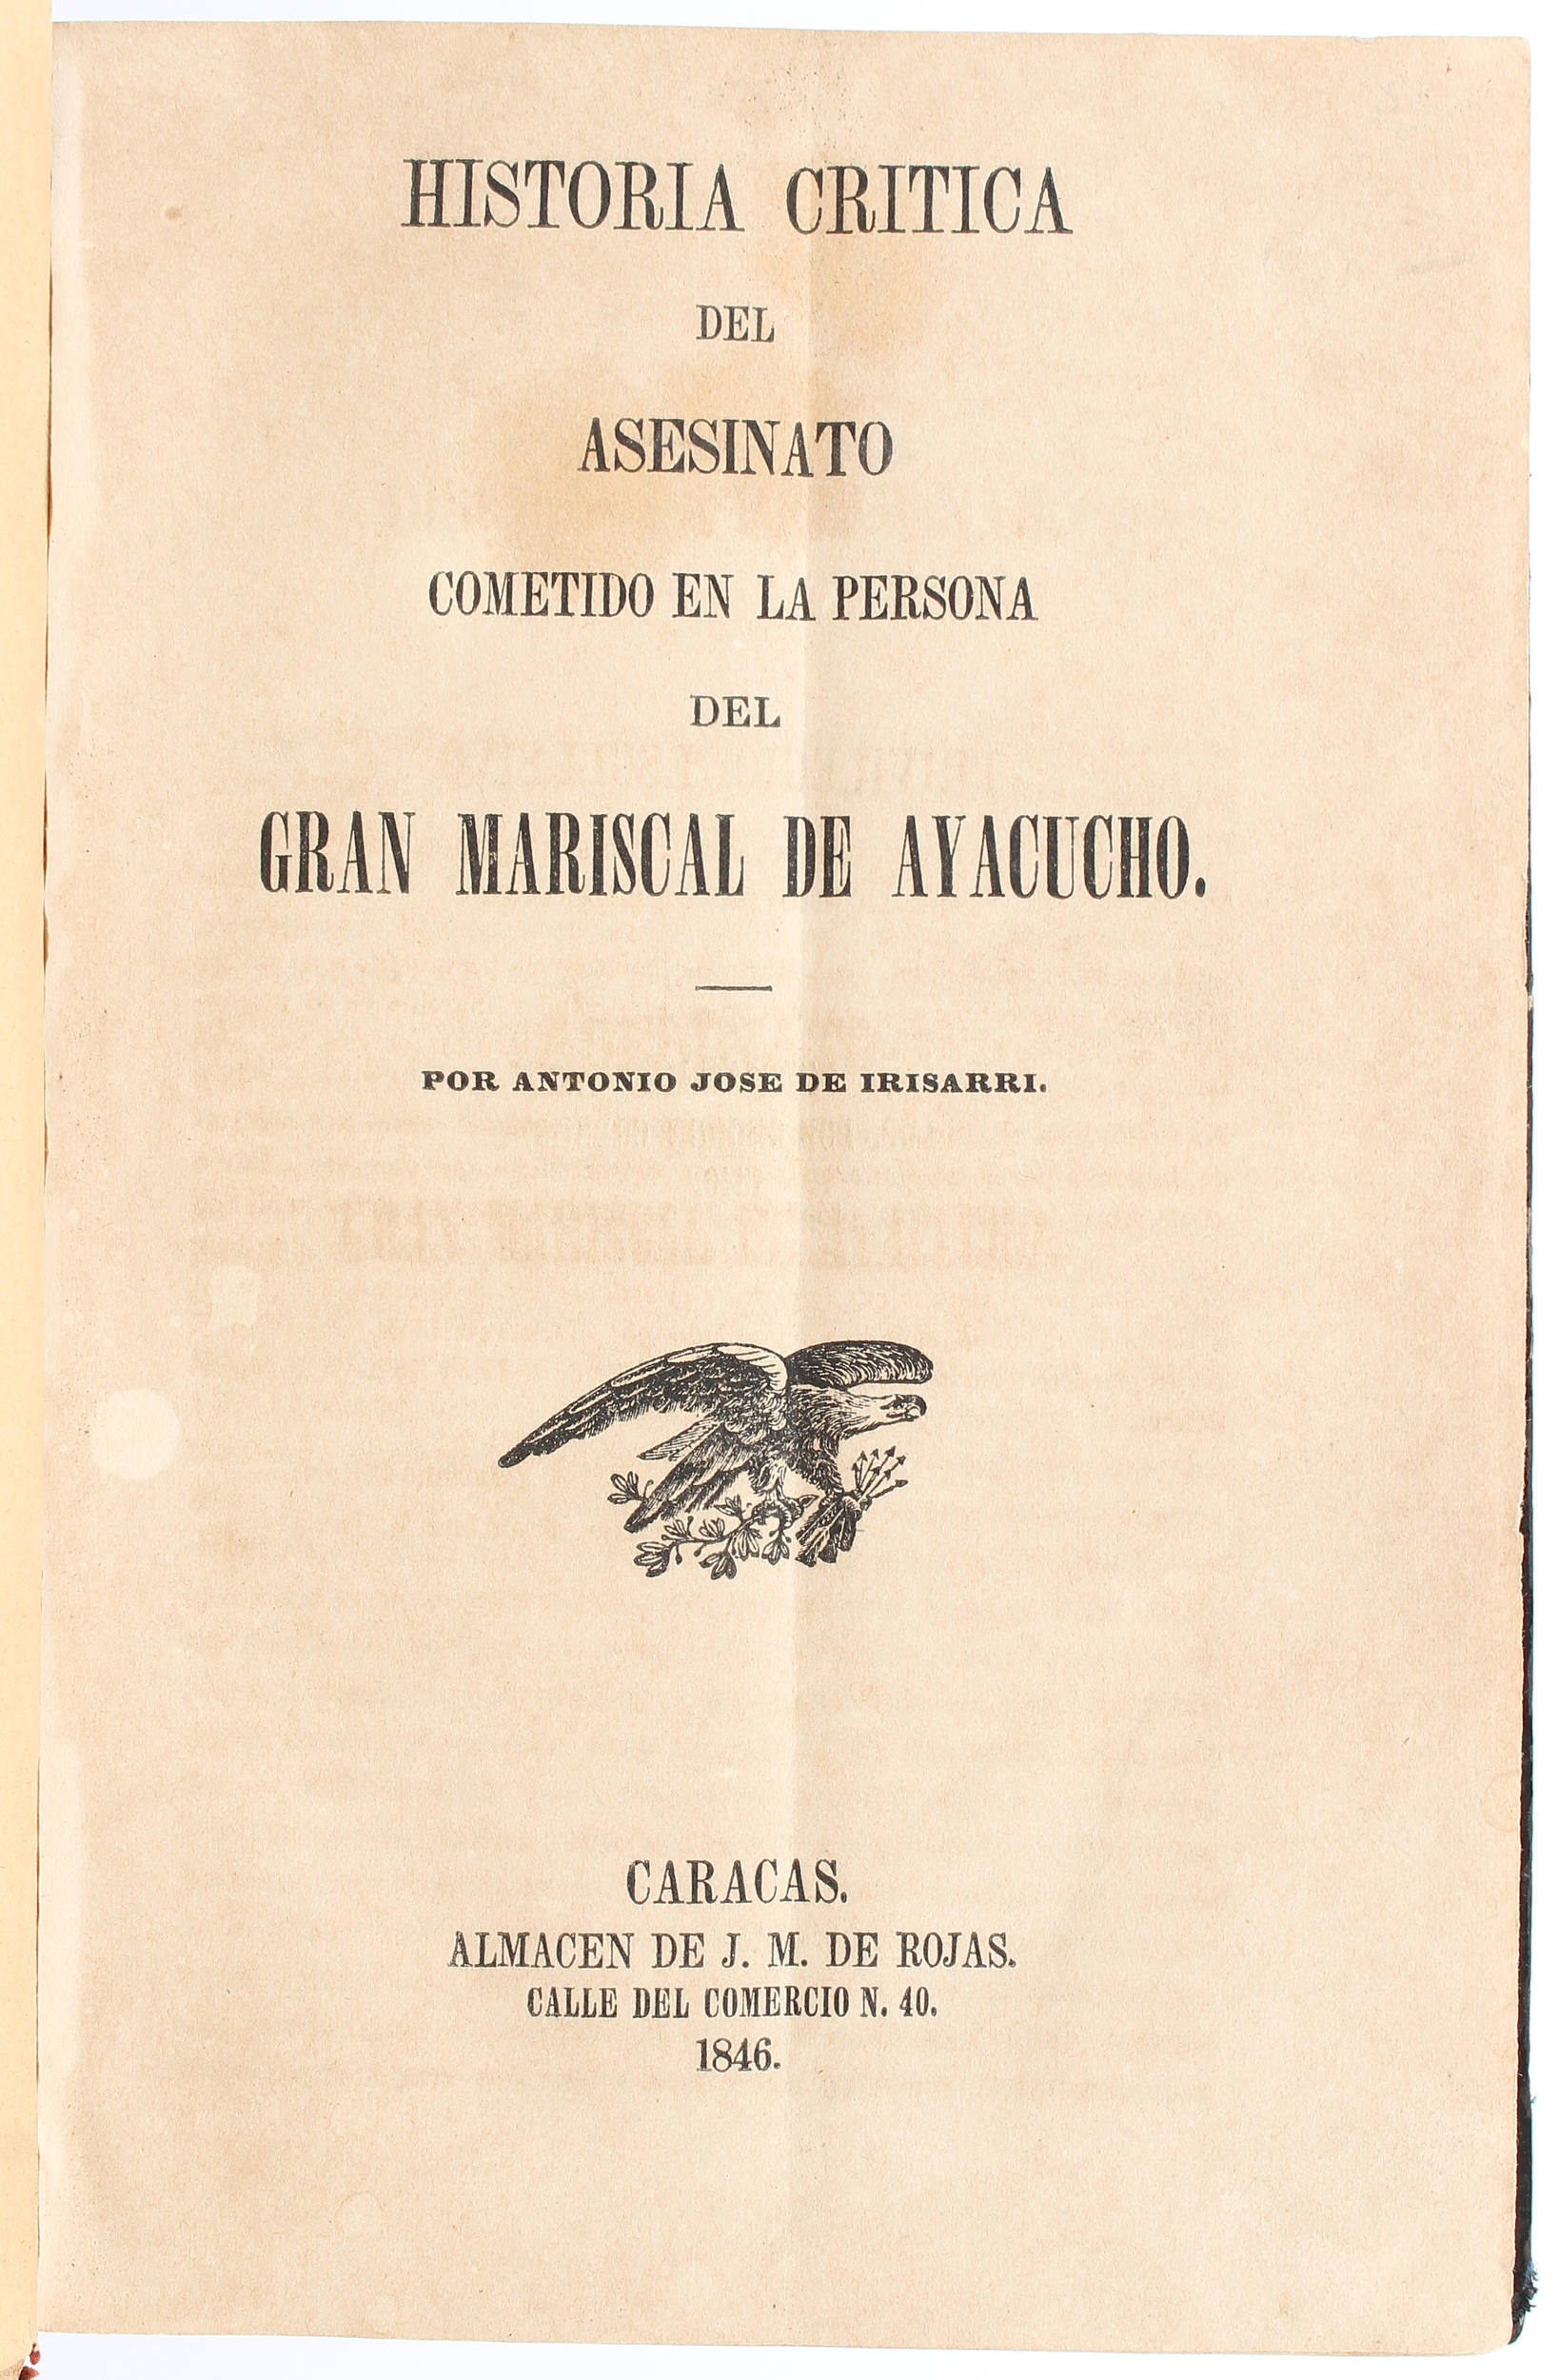 HISTORIA CRITICA
DEL
ASESINATO
COMETIDO EN LA PERSONA
DEL
GRAN MARISCAL DE AYACUCHO.
POR ANTONIO JOSE DE IRISARRI.
CARACAS.
ALMACEN DE J. M. DE ROJAS.
CALLE DEL COMERCIO N. 40.
1846.